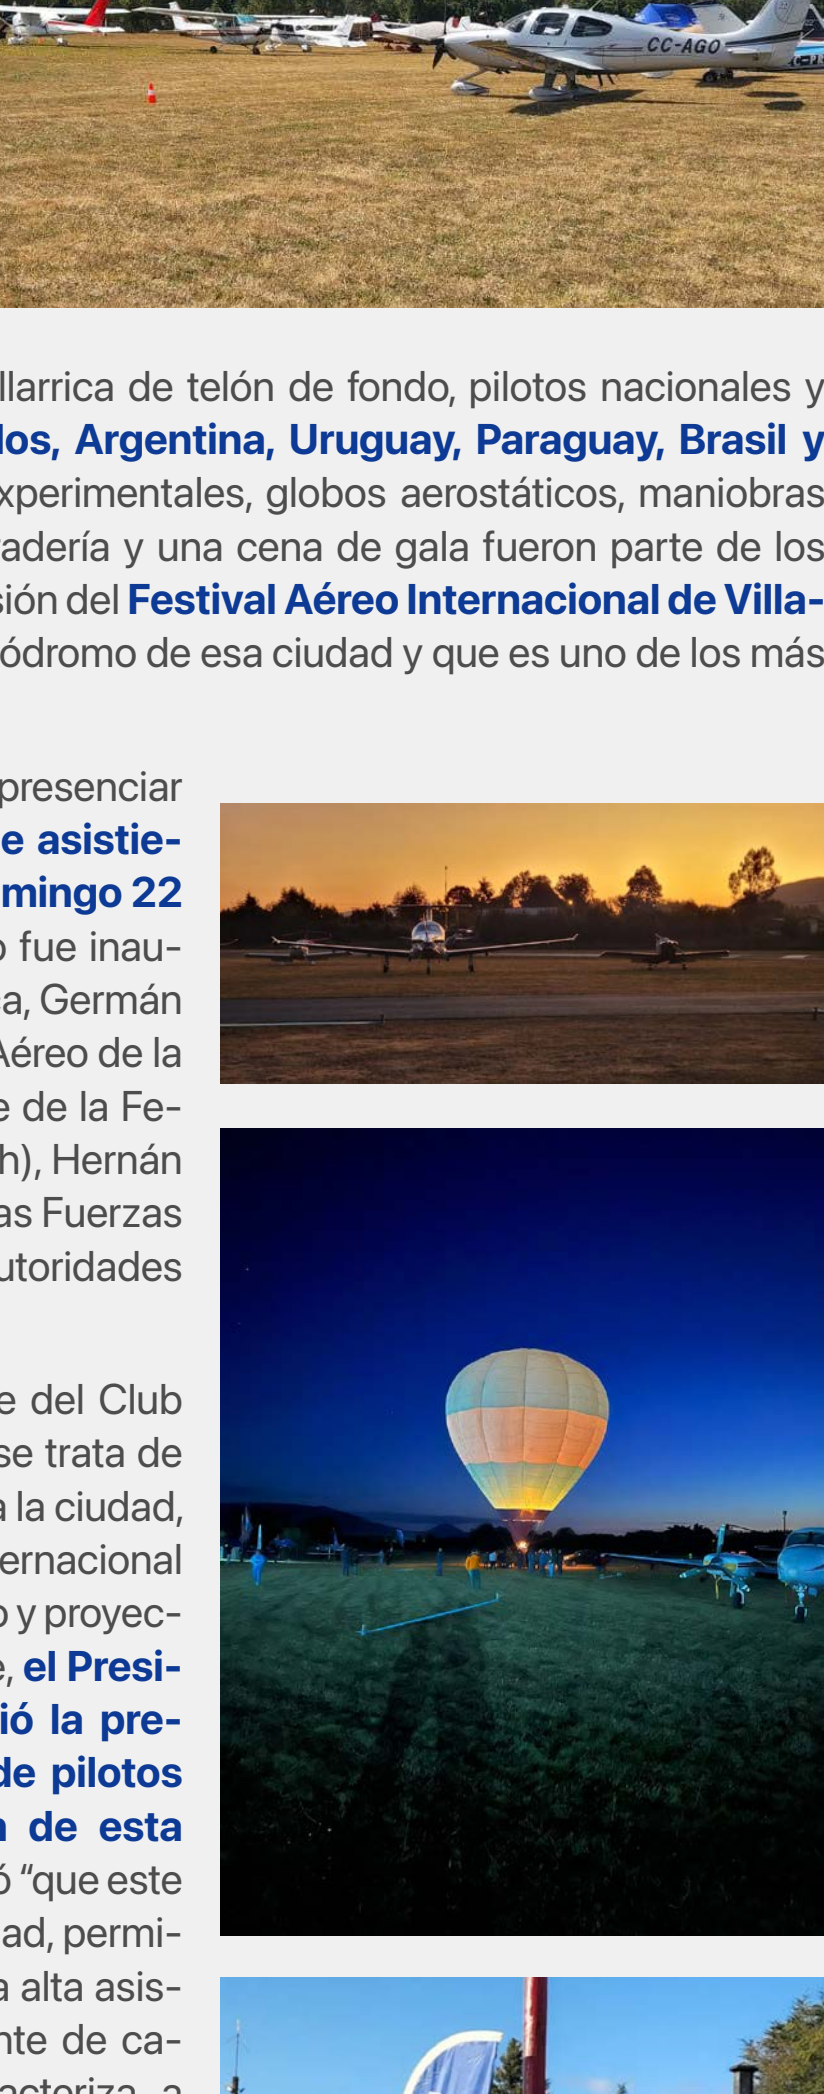 CC-AGO
llarrica de telón de fondo, pilotos nacionales y
los, Argentina, Uruguay, Paraguay, Brasil y
xperimentales, globos aerostáticos, maniobras
adería y una cena de gala fueron parte de los
sión del Festival Aéreo Internacional de Villa-
ódromo de esa ciudad y que es uno de los más
presenciar
e asistie-
mingo 22
o fue inau-
a, Germán
Aéreo de la
e de la Fe-
h), Hernán
as Fuerzas
utoridades
e del Club
se trata de
a la ciudad,
ernacional
o y proyec-
e, el Presi-
ió la pre-
de pilotos
n de esta
ó “que este
ad, permi-
a alta asis-
nte de ca-
acteriza a